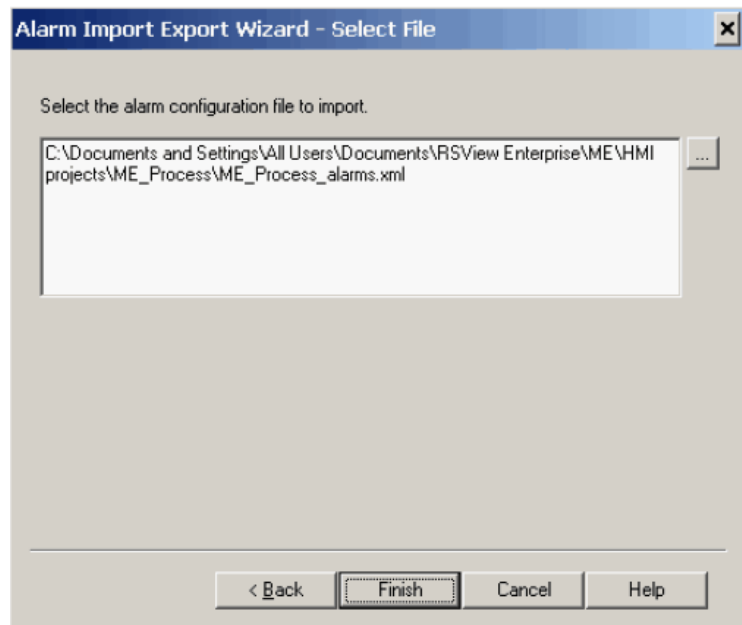 Alarm Import Export Wizard - Select File
Select the alarm configuration file to import.
C:\Documents and Settings\All Users\Documents\RSView Enterprise\ME\HMI
projects\ME_Process\ME_Process_alarms.xml
...
< Back Finish Cancel Help